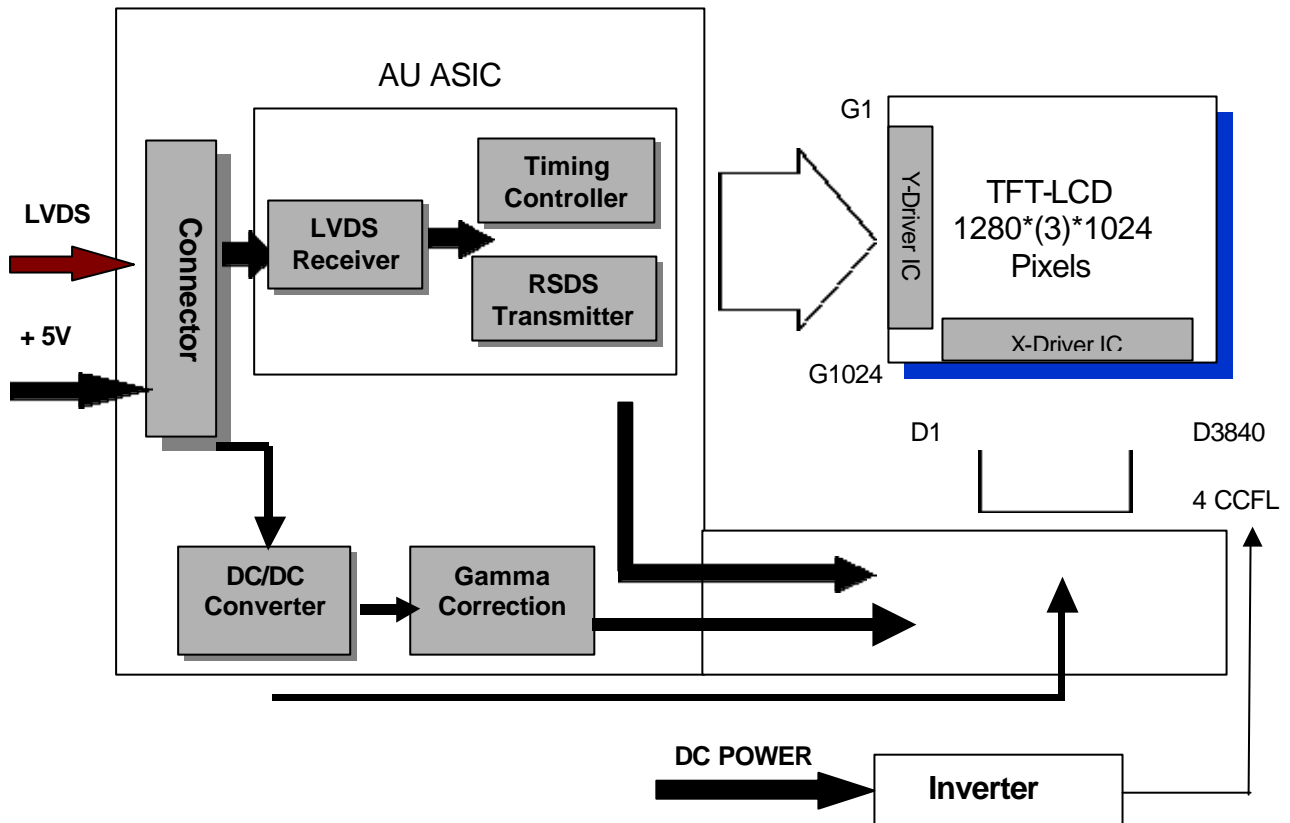 AU ASIC
G1
Timing
Controller
Connector
LVDS
LVDS
Receiver
Y-Driver IC
TFT-LCD
1280*(3)*1024
Pixels
RSDS
Transmitter
+ 5V
X-Driver IC
G1024
D1
D3840
4 CCFL
DC/DC
Converter
Gamma
Correction
DC POWER
Inverter